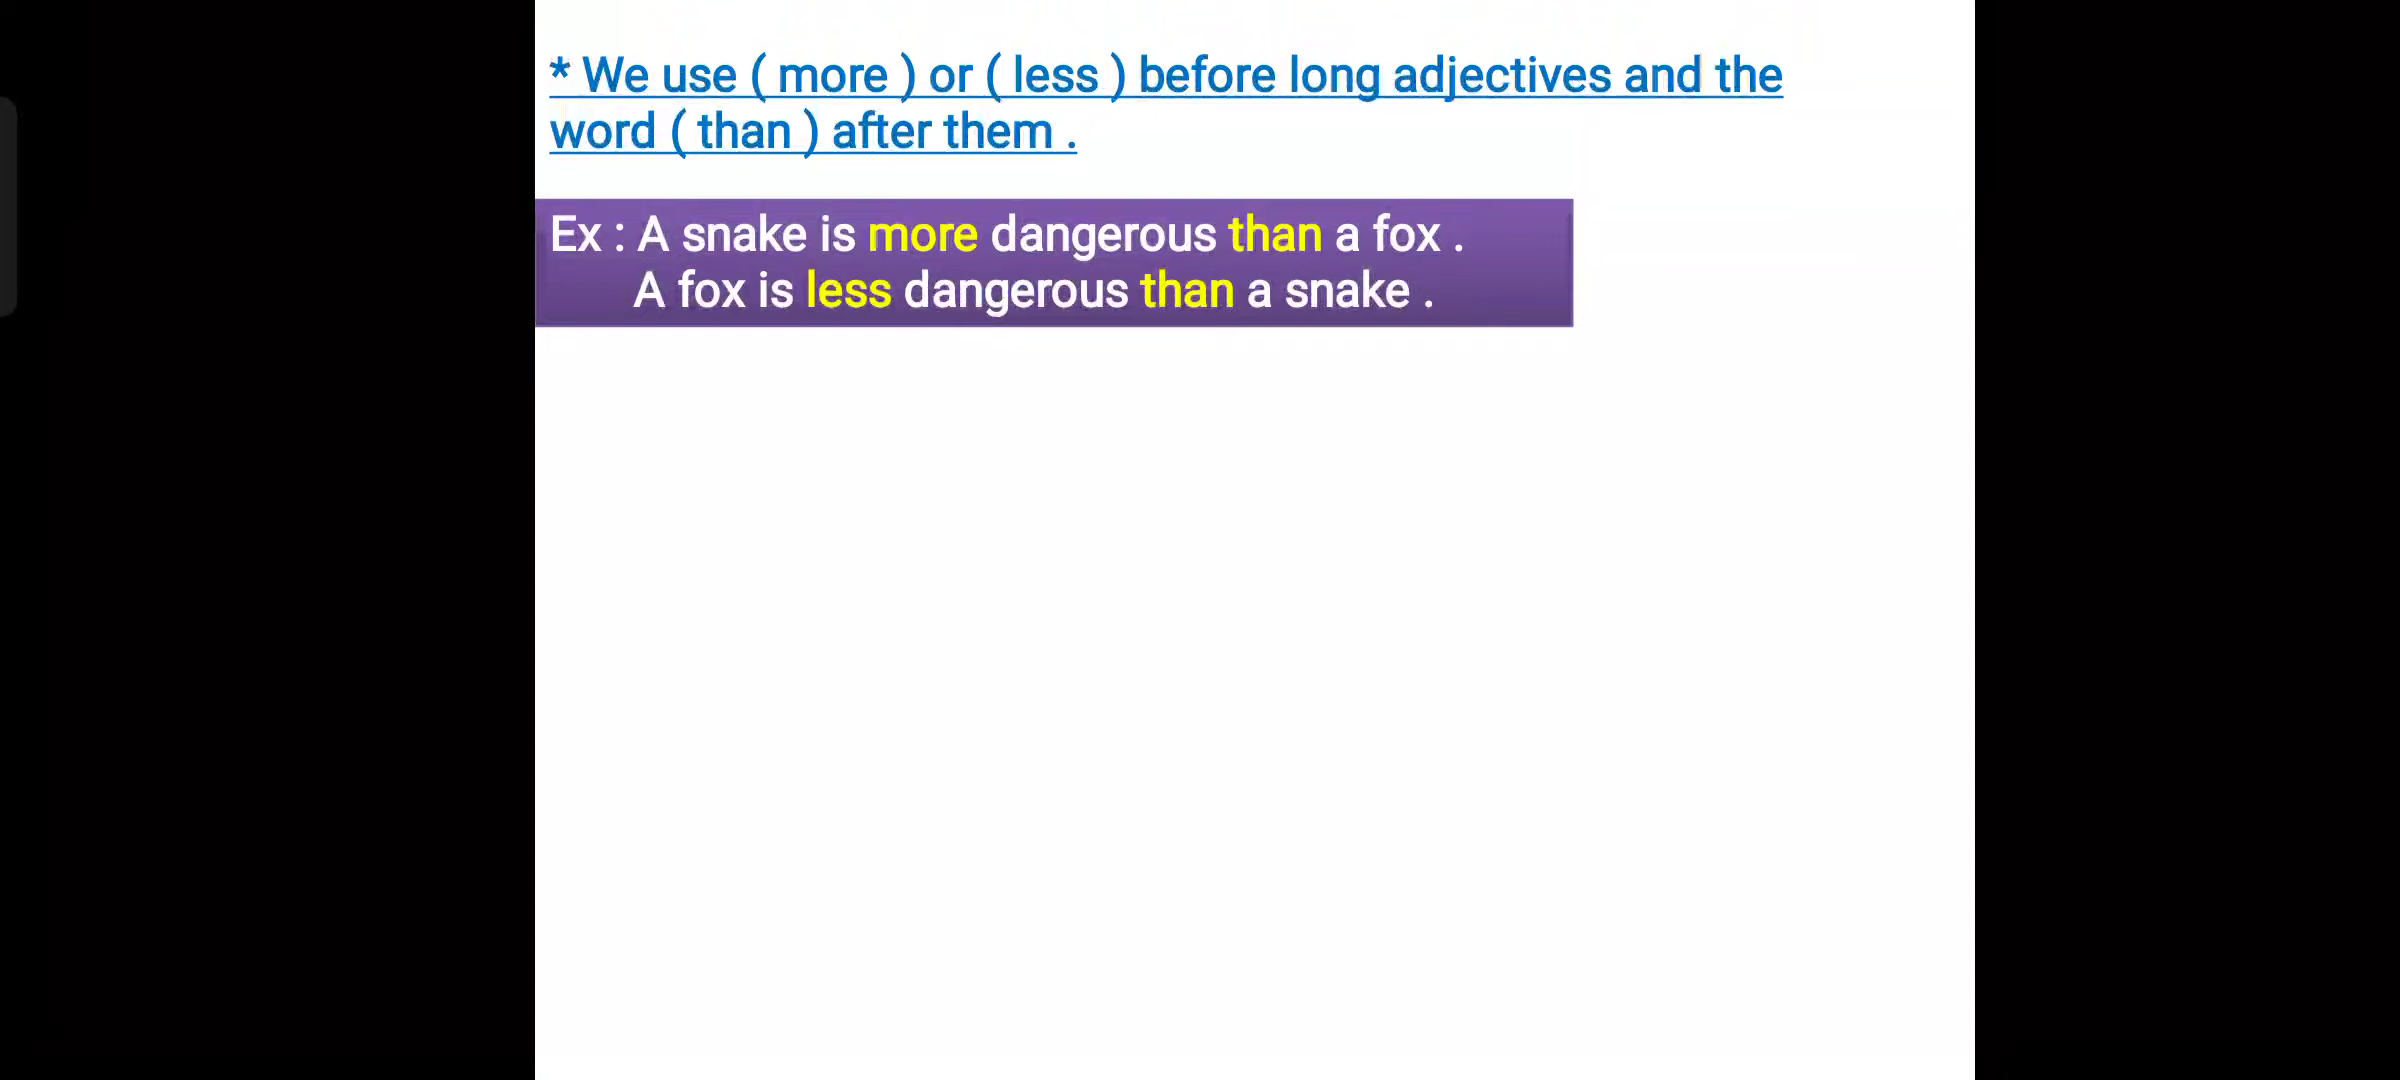 * We use ( more ) or ( less ) before long adjectives and the
word ( than ) after them .
Ex : A snake is more dangerous than a fox .
A fox is less dangerous than a snake .